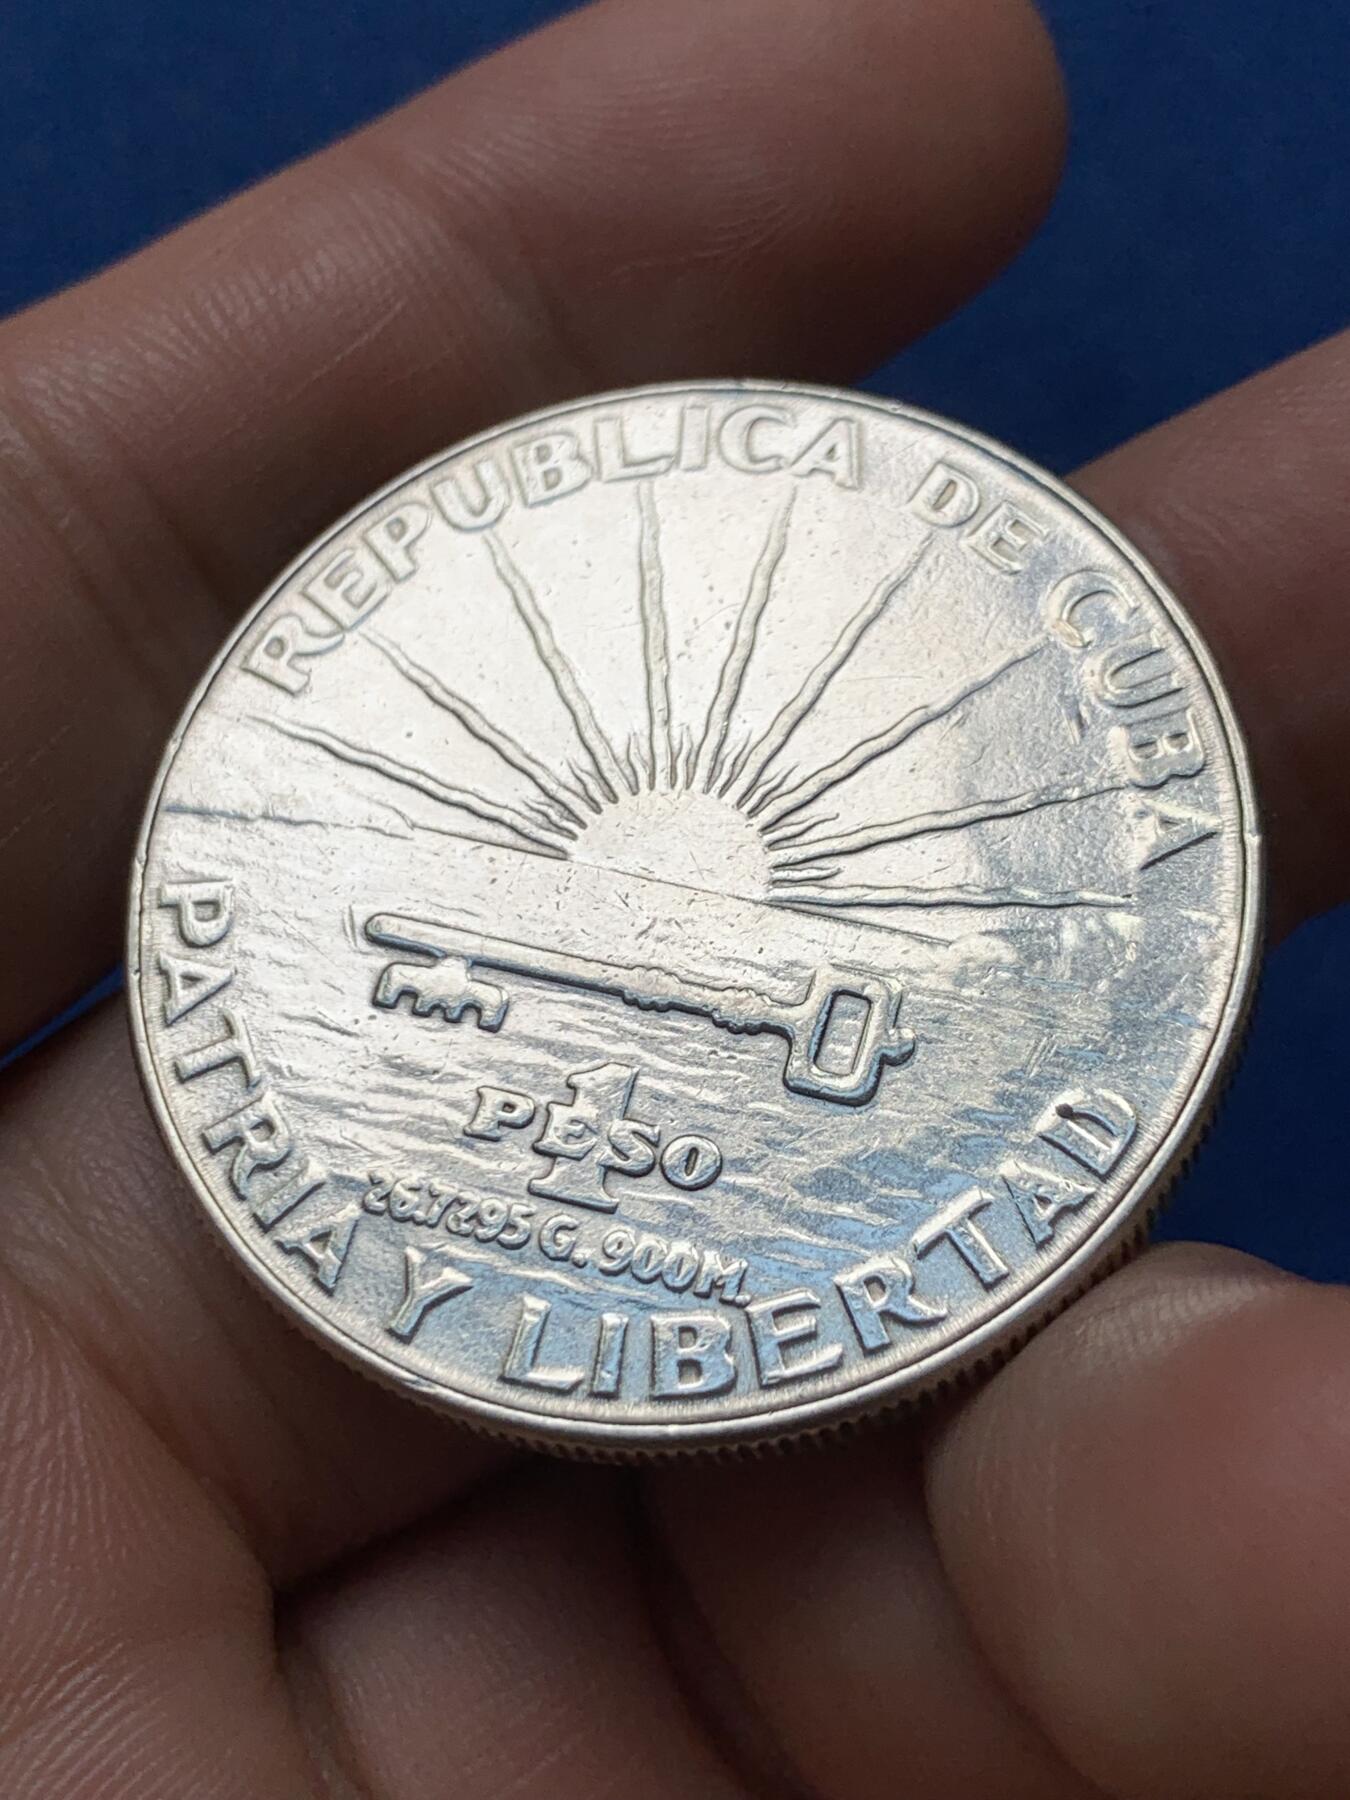 REPUBLICA DE CUBA
1
PESO
26.7295 G. 900M.
PATRIA Y LIBERTAD